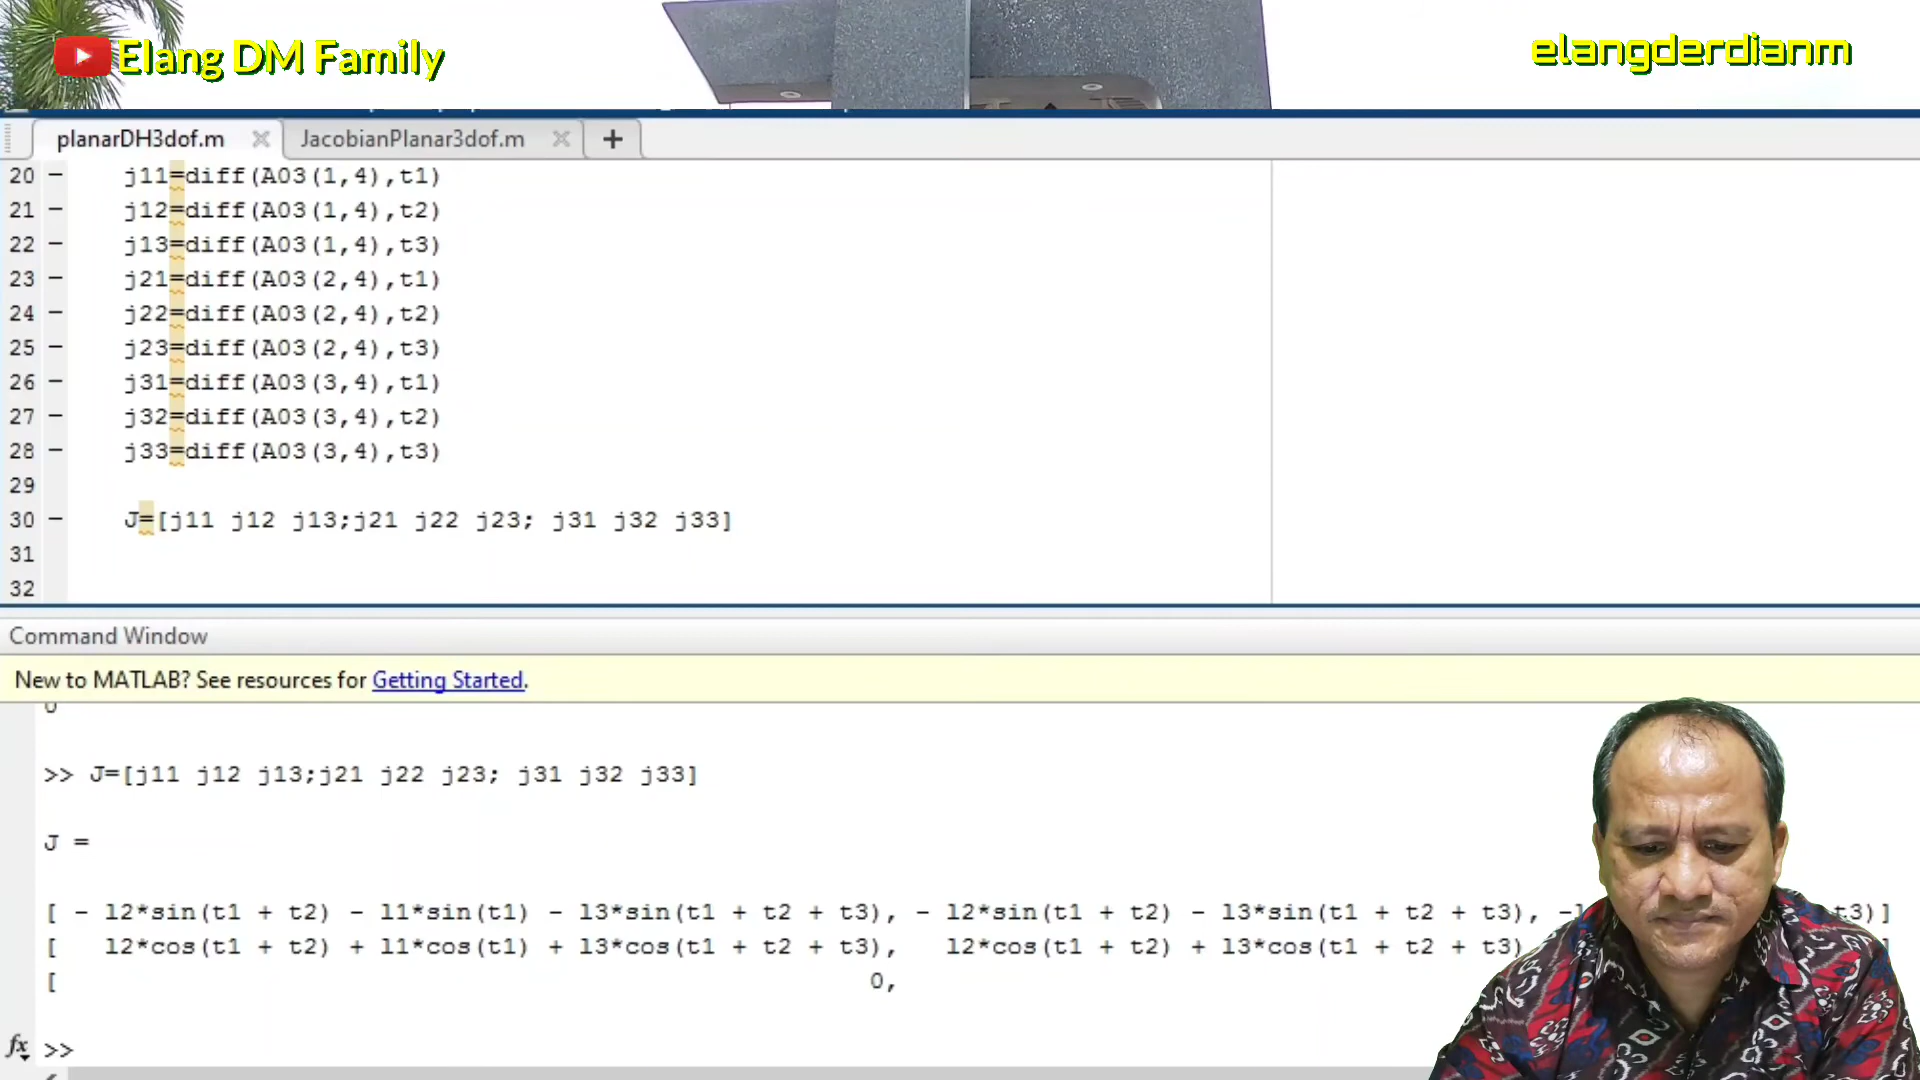 Elang DM Family
elangderdianm
planarDH3dof.m
JacobianPlanar3dof.m
20 - j11=diff(A03(1,4),t1)
21 - j12=diff(A03(1,4),t2)
22 - j13=diff(A03(1,4),t3)
23 - j21=diff(A03(2,4),t1)
24 - j22=diff(A03(2,4),t2)
25 - j23=diff(A03(2,4),t3)
26 - j31=diff(A03(3,4),t1)
27 - j32=diff(A03(3,4),t2)
28 - j33=diff(A03(3,4),t3)
29
30 - J=[j11 j12 j13;j21 j22 j23; j31 j32 j33]
31
32
Command Window
New to MATLAB? See resources for Getting Started.
>> J=[j11 j12 j13;j21 j22 j23; j31 j32 j33]
J =
[ - l2*sin(t1 + t2) - l1*sin(t1) - l3*sin(t1 + t2 + t3), - l2*sin(t1 + t2) - l3*sin(t1 + t2 + t3), - t3)]
[ l2*cos(t1 + t2) + l1*cos(t1) + l3*cos(t1 + t2 + t3), l2*cos(t1 + t2) + l3*cos(t1 + t2 + t3)
[ 0,
fx >>